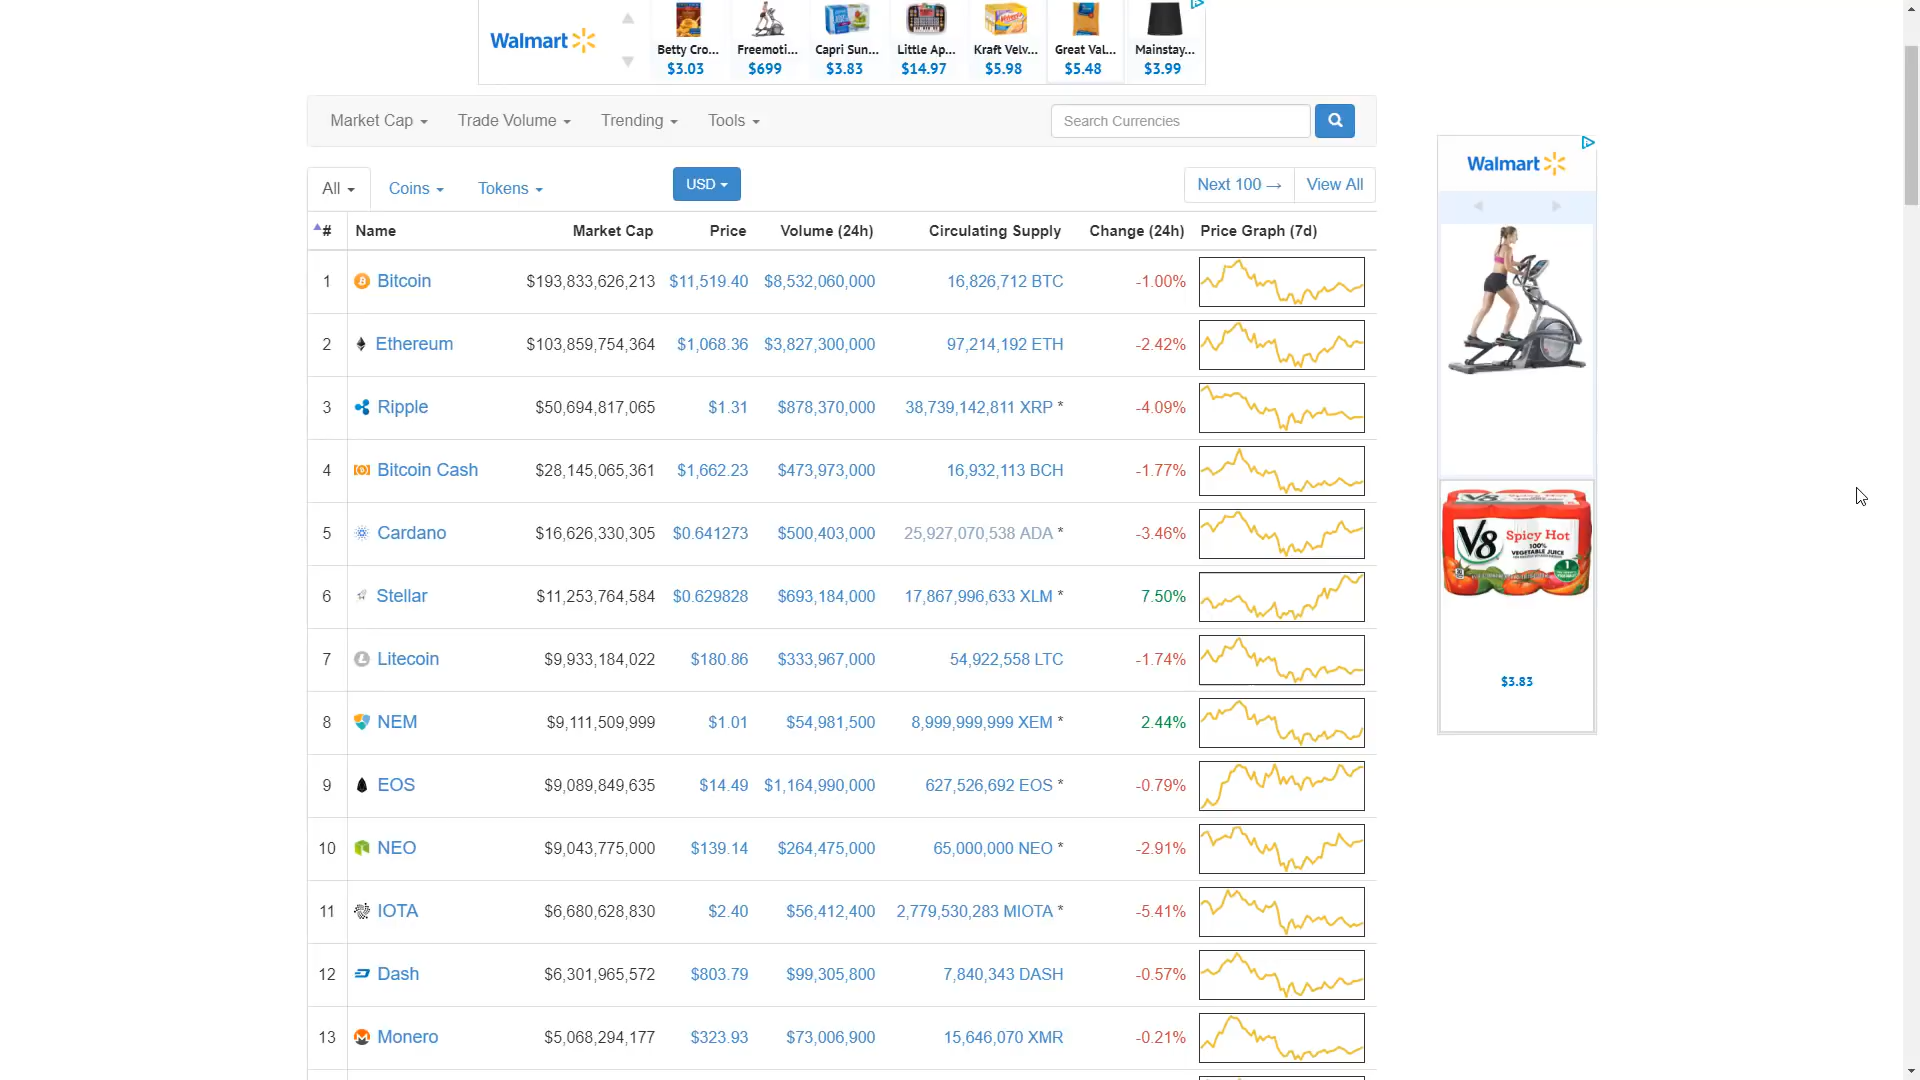 Walmart
Betty Cro... Freemoti... Capri Sun... Little Ap... Kraft Velv... Great Val... Mainstay...
$3.03 $699 $3.83 $14.97 $5.98 $5.48 $3.99
Market Cap Trade Volume Trending Tools Search Currencies
All Coins Tokens USD Next 100 → View All
# Name Market Cap Price Volume (24h) Circulating Supply Change (24h) Price Graph (7d)
1 Bitcoin $193,833,626,213 $11,519.40 $8,532,060,000 16,826,712 BTC -1.00%
2 Ethereum $103,859,754,364 $1,068.36 $3,827,300,000 97,214,192 ETH -2.42%
3 Ripple $50,694,817,065 $1.31 $878,370,000 38,739,142,811 XRP * -4.09%
4 Bitcoin Cash $28,145,065,361 $1,662.23 $473,973,000 16,932,113 BCH -1.77%
5 Cardano $16,626,330,305 $0.641273 $500,403,000 25,927,070,538 ADA * -3.46%
6 Stellar $11,253,764,584 $0.629828 $693,184,000 17,867,996,633 XLM * 7.50%
7 Litecoin $9,933,184,022 $180.86 $333,967,000 54,922,558 LTC -1.74%
8 NEM $9,111,509,999 $1.01 $54,981,500 8,999,999,999 XEM * 2.44%
9 EOS $9,089,849,635 $14.49 $1,164,990,000 627,526,692 EOS * -0.79%
10 NEO $9,043,775,000 $139.14 $264,475,000 65,000,000 NEO * -2.91%
11 IOTA $6,680,628,830 $2.40 $56,412,400 2,779,530,283 MIOTA * -5.41%
12 Dash $6,301,965,572 $803.79 $99,305,800 7,840,343 DASH -0.57%
13 Monero $5,068,294,177 $323.93 $73,006,900 15,646,070 XMR -0.21%
Walmart
V8
Spicy Hot
100%
VEGETABLE JUICE
1
$3.83